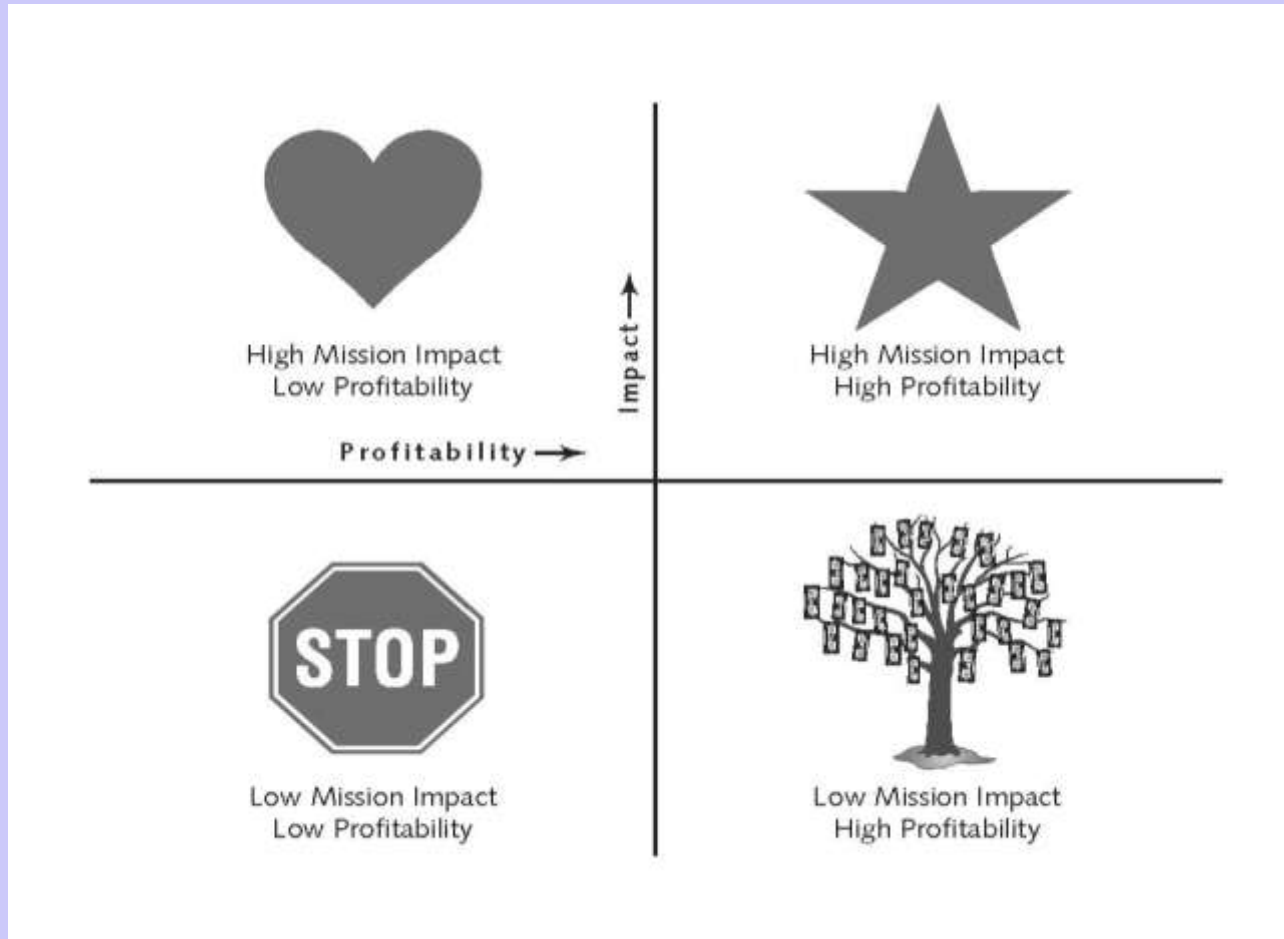 High Mission Impact
Low Profitability
High Mission Impact
High Profitability
Impact
Profitability
STOP
Low Mission Impact
Low Profitability
Low Mission Impact
High Profitability